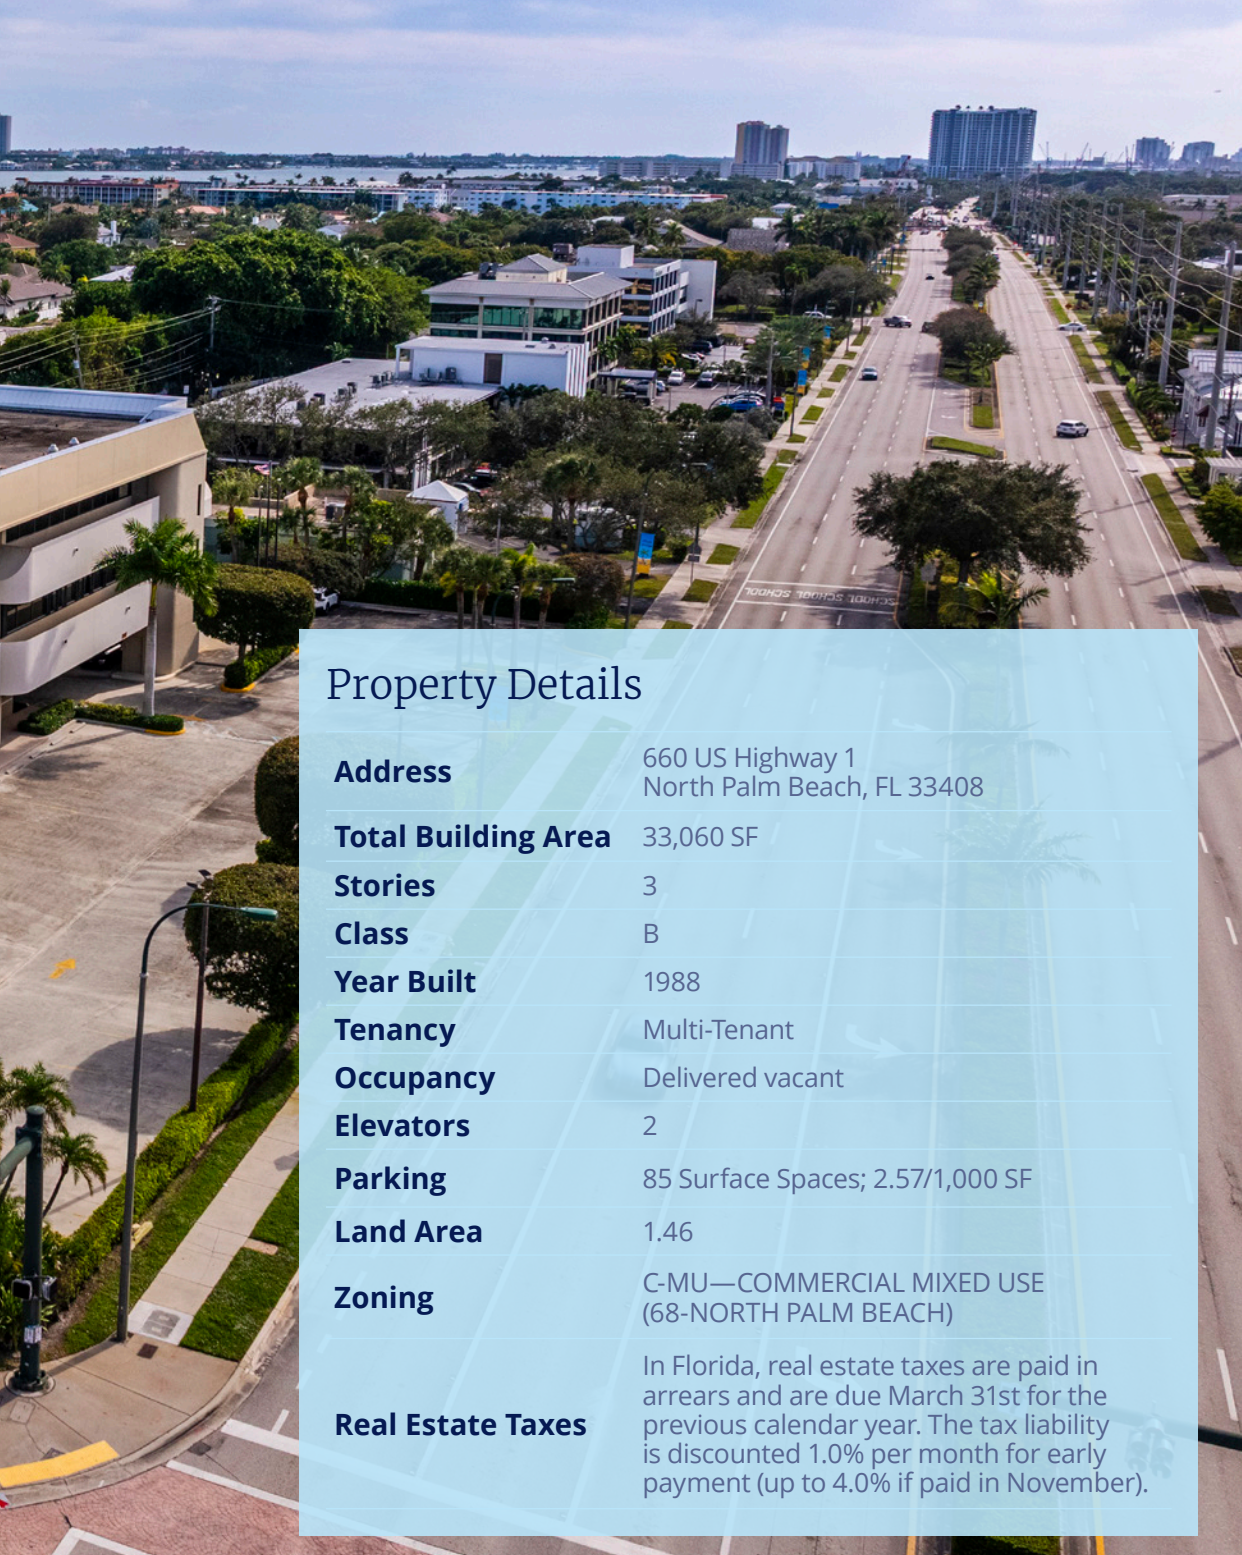 SCHOOL SCHOOL SCHOOL
Property Details
Address
660 US Highway 1
North Palm Beach, FL 33408
Total Building Area 33,060 SF
Stories 3
Class B
Year Built 1988
Tenancy Multi-Tenant
Occupancy Delivered vacant
Elevators 2
Parking 85 Surface Spaces; 2.57/1,000 SF
Land Area 1.46
Zoning
C-MU—COMMERCIAL MIXED USE
(68-NORTH PALM BEACH)
Real Estate Taxes
In Florida, real estate taxes are paid in
arrears and are due March 31st for the
previous calendar year. The tax liability
is discounted 1.0% per month for early
payment (up to 4.0% if paid in November).